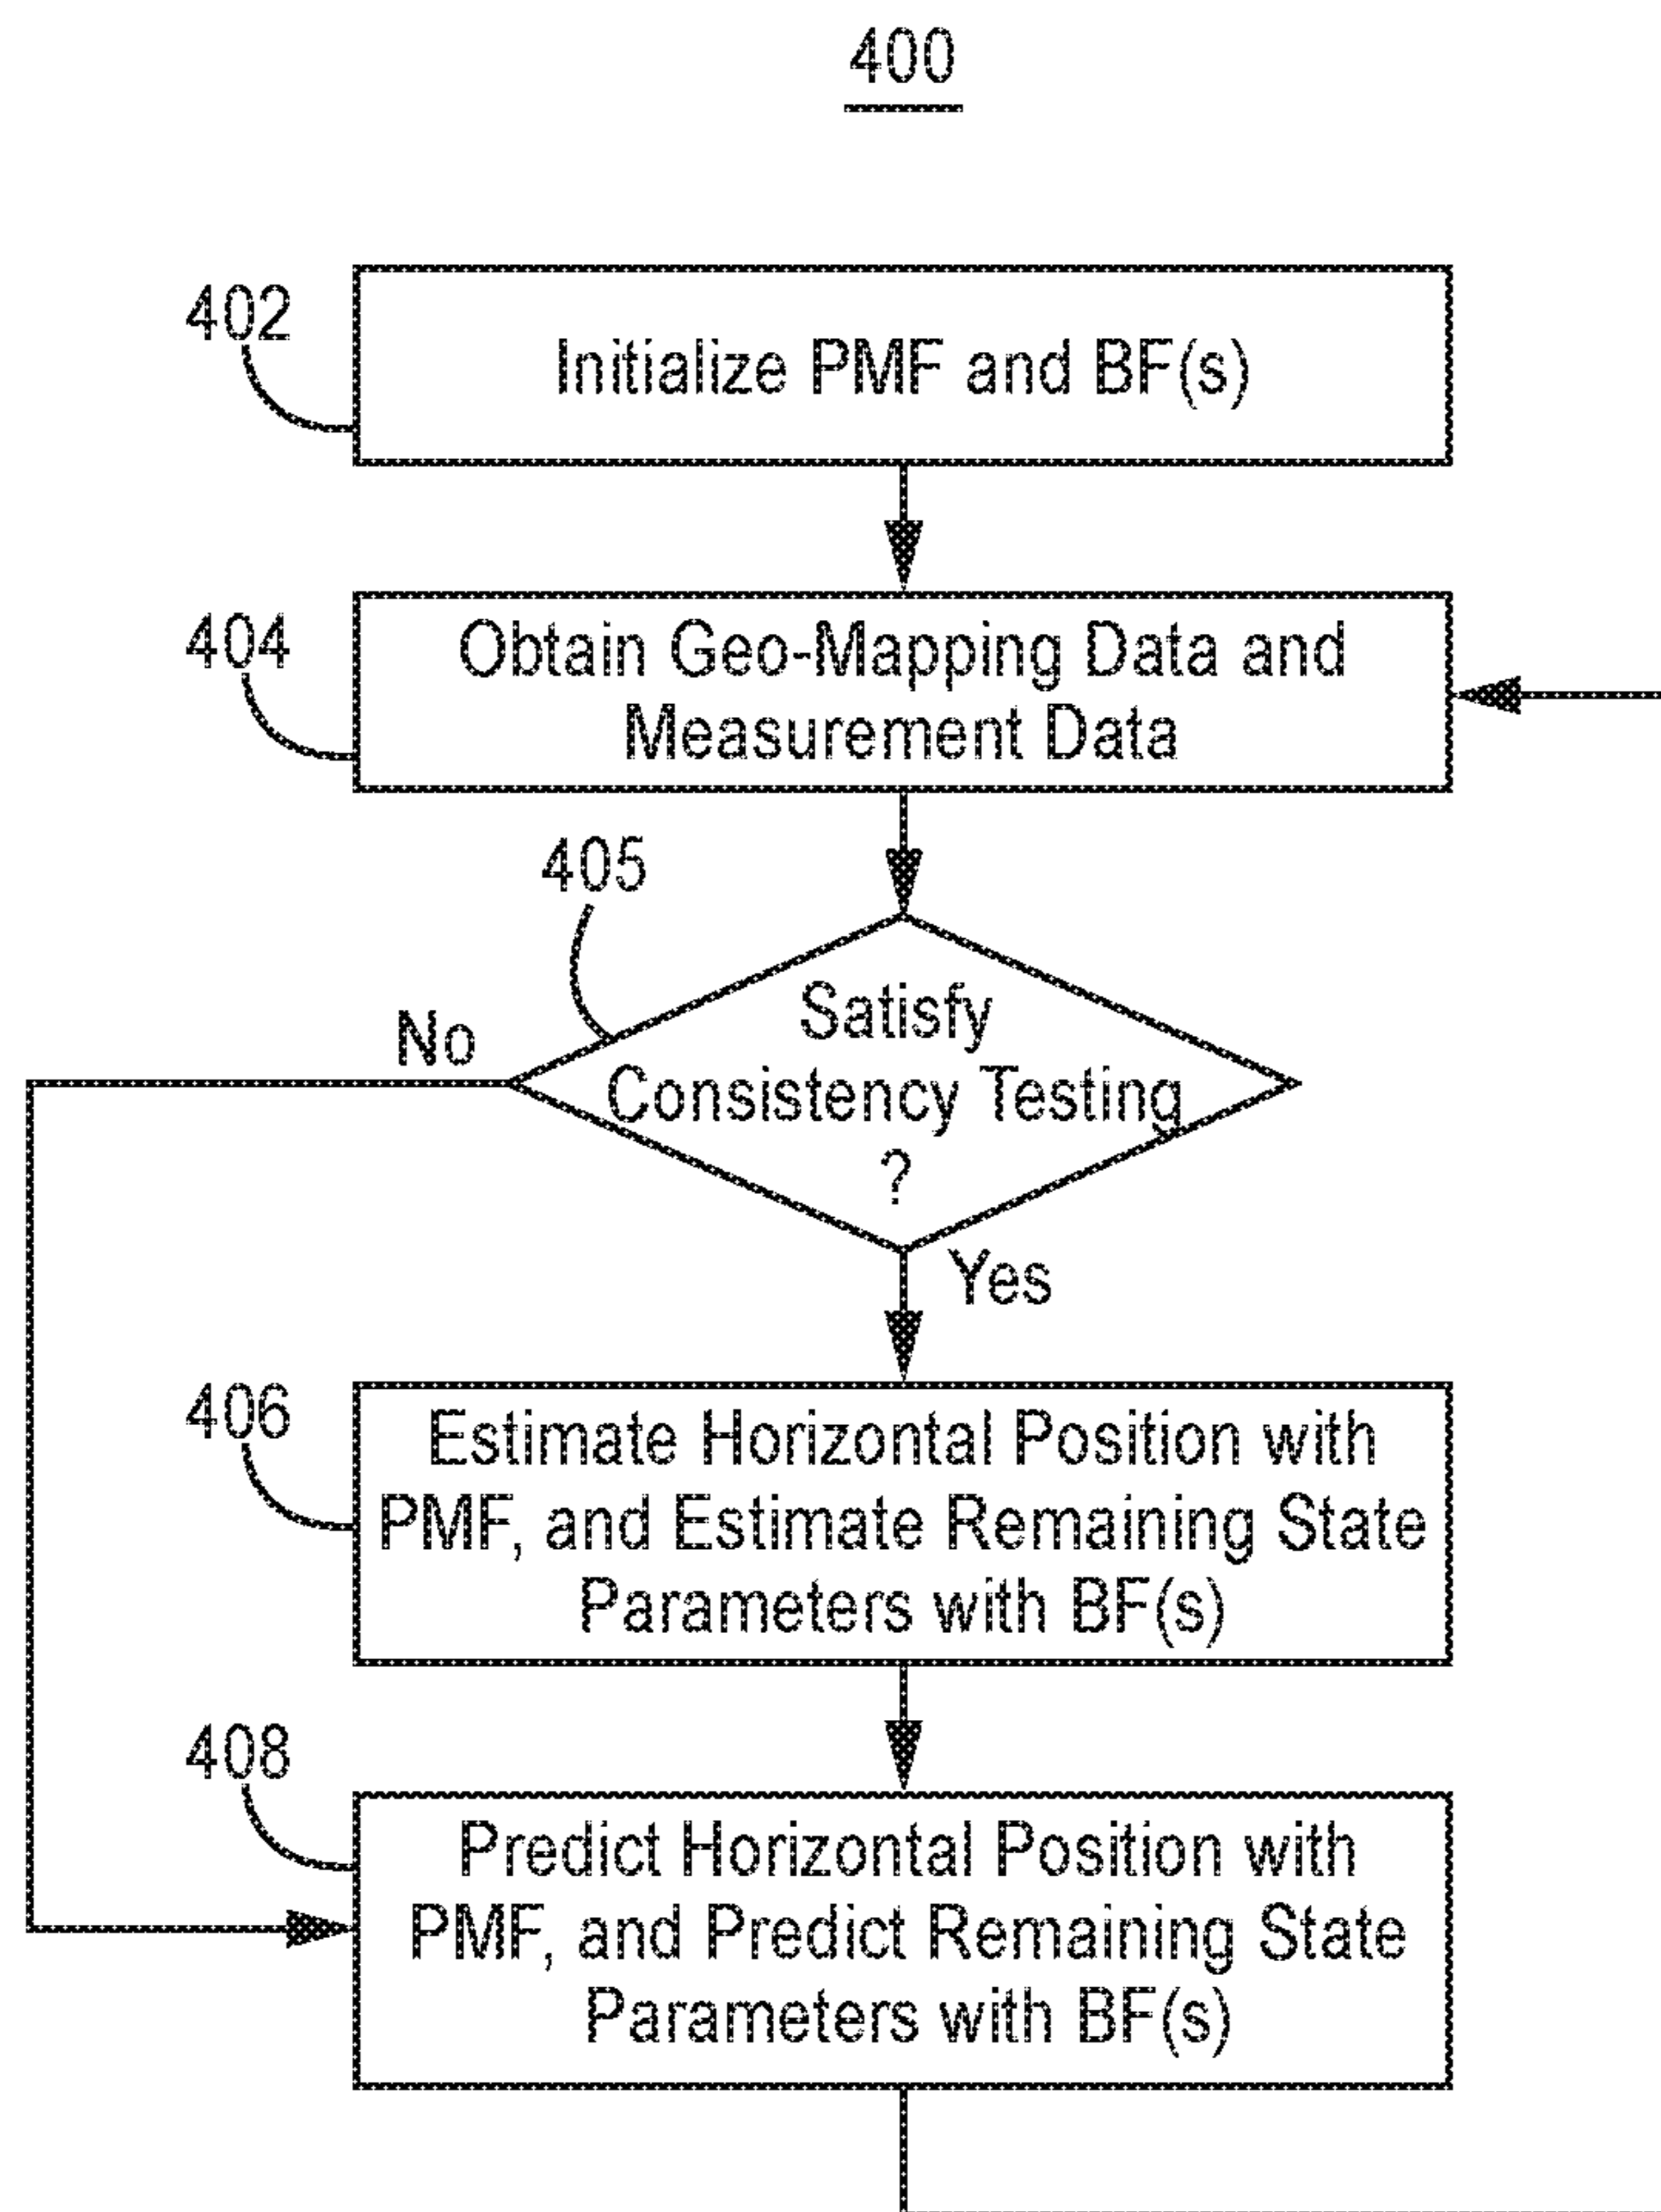 400
402
Initialize PMF and BF(s)
404
Obtain Geo-Mapping Data and
Measurement Data
405
Satisfy
Consistency Testing
?
No
Yes
406
Estimate Horizontal Position with
PMF, and Estimate Remaining State
Parameters with BF(s)
408
Predict Horizontal Position with
PMF, and Predict Remaining State
Parameters with BF(s)